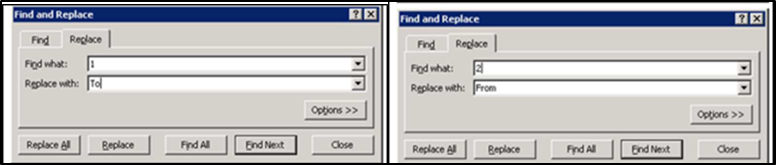 Find and Replace
Find Replace
Find what: 1
Replace with: To
Options >>
Replace All Replace Find All Find Next Close
Find and Replace
Find Replace
Find what: 2
Replace with: From
Options >>
Replace All Replace Find All Find Next Close